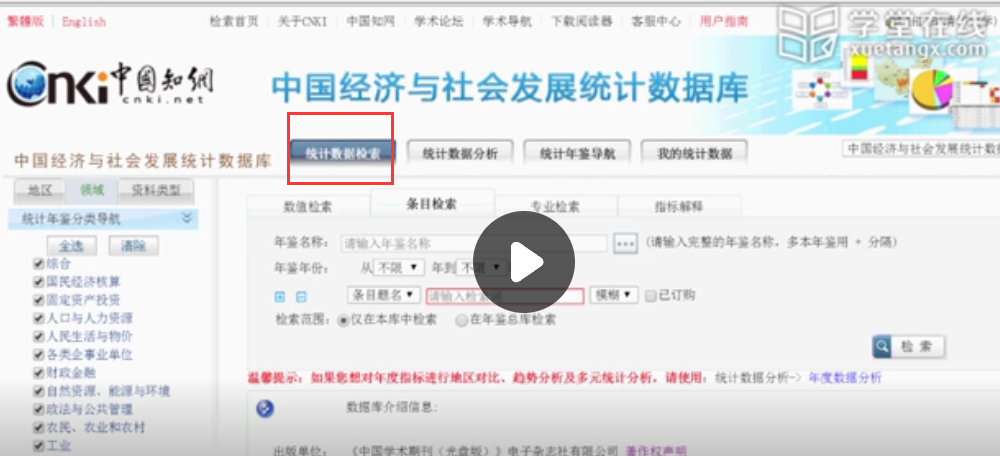 繁體版 | English 检索首页 | 关于CNKI | 中国知网 | 学术论坛 | 学术导航 | 下载阅读器 | 客服中心 | 用户指南
学堂在线
xuetangx.com
Cnki中国知网
cnki.net
中国经济与社会发展统计数据库
中国经济与社会发展统计数据库 统计数据检索 统计数据分析 统计年鉴导航 我的统计数据 中国经济与社会发展统计数
地区 领域 资料类型
统计年鉴分类导航
全选 清除
综合
国民经济核算
固定资产投资
人口与人力资源
人民生活与物价
各类企事业单位
财政金融
自然资源、能源与环境
政法与公共管理
农民、农业和农村
工业
数值检索 条目检索 专业检索 指标解释
年鉴名称: 请输入年鉴名称 ... (请输入完整的年鉴名称，多本年鉴用 + 分隔)
年鉴年份: 从 不限 年到 不限
条目题名 请输入检索 模糊 已订购
检索范围: 仅在本库中检索 在年鉴总库检索
检 索
温馨提示: 如果您想对年度指标进行地区对比、趋势分析及多元统计分析，请使用: 统计数据分析-> 年度数据分析
数据库介绍信息:
出版单位: 《中国学术期刊(光盘版)》电子杂志社有限公司 著作权声明